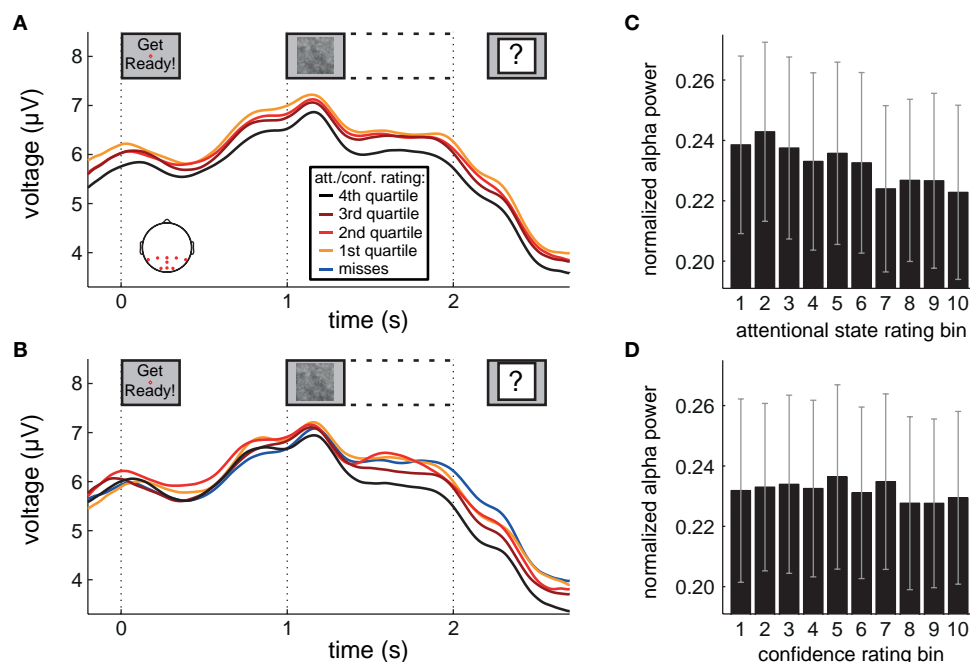 A
Get
Ready!
?
8
7
6
5
4
voltage (µV)
att./conf. rating:
4th quartile
3rd quartile
2nd quartile
1st quartile
misses
0
1
2
time (s)
B
Get
Ready!
?
8
7
6
5
4
voltage (µV)
0
1
2
time (s)
C
0.26
0.24
0.22
0.20
normalized alpha power
1 2 3 4 5 6 7 8 9 10
attentional state rating bin
D
0.26
0.24
0.22
0.20
normalized alpha power
1 2 3 4 5 6 7 8 9 10
confidence rating bin